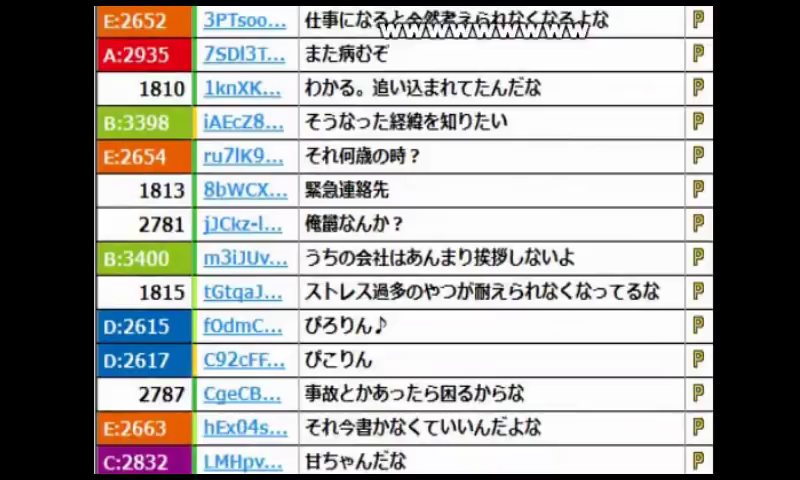 E:2652 3PTsoo... 仕事になると全然考えられなくなるよな P
wwwwwwwwww
A:2935 7SDl3T... また病むぞ P
1810 1knXK... わかる。追い込まれてたんだな P
B:3398 iAEcZ8... そうなった経緯を知りたい P
E:2654 ru7lK9... それ何歳の時？ P
1813 8bWCX... 緊急連絡先 P
2781 jJCkz-l... 俺嚣なんか？ P
B:3400 m3iJUv... うちの会社はあんまり挨拶しないよ P
1815 tGtqaJ... ストレス過多のやつが耐えられなくなってるな P
D:2615 fOdmC... ぴろりん♪ P
D:2617 C92cFF... ぴこりん P
2787 CgeCB... 事故とかあったら困るからな P
E:2663 hEx04s... それ今書かなくていいんだよな P
C:2832 LMHpv... 甘ちゃんだな P